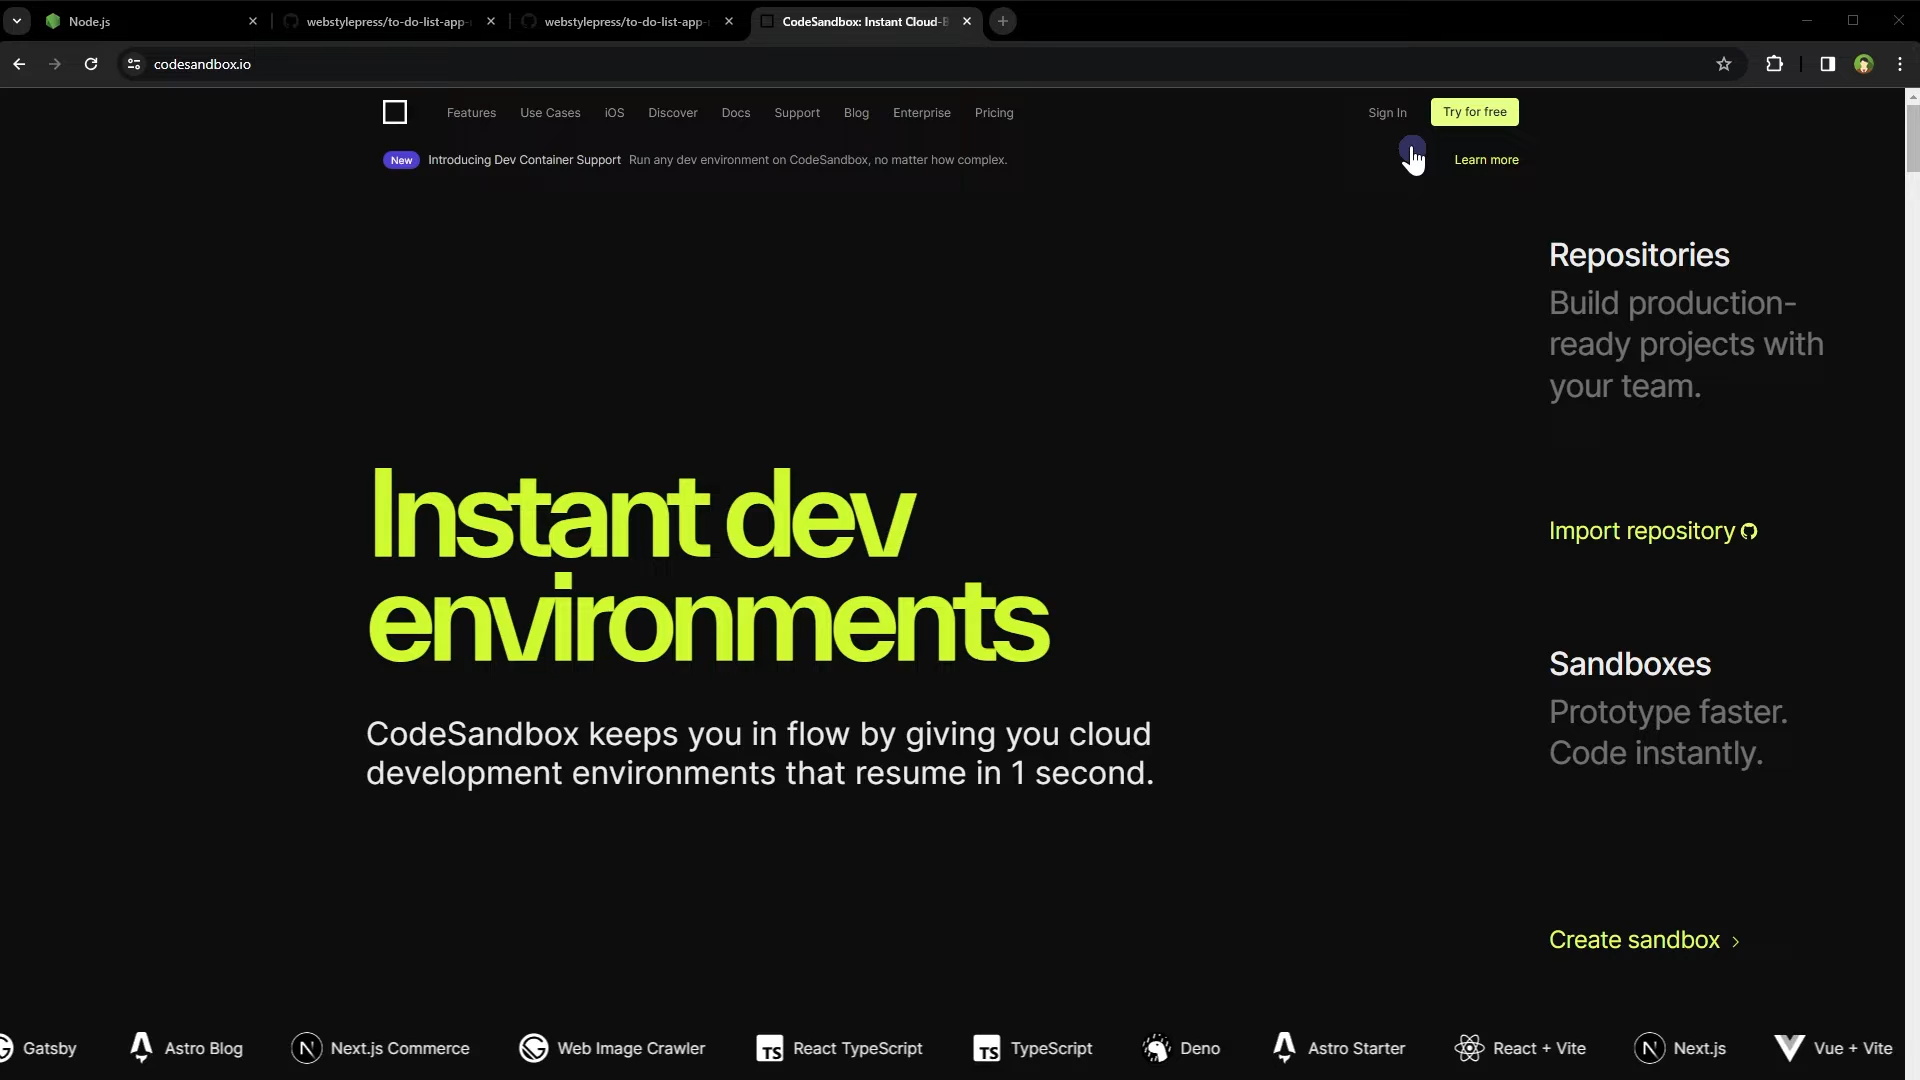 Node.js
webstylepress/to-do-list-app-
webstylepress/to-do-list-app-
CodeSandbox: Instant Cloud-
codesandbox.io
Features Use Cases iOS Discover Docs Support Blog Enterprise Pricing
Sign In
Try for free
New Introducing Dev Container Support Run any dev environment on CodeSandbox, no matter how complex.
Learn more
Instant dev
environments
CodeSandbox keeps you in flow by giving you cloud
development environments that resume in 1 second.
Repositories
Build production-
ready projects with
your team.
Import repository
Sandboxes
Prototype faster.
Code instantly.
Create sandbox >
Gatsby Astro Blog Next.js Commerce Web Image Crawler TS React TypeScript TS TypeScript Deno Astro Starter React + Vite Next.js Vue + Vite